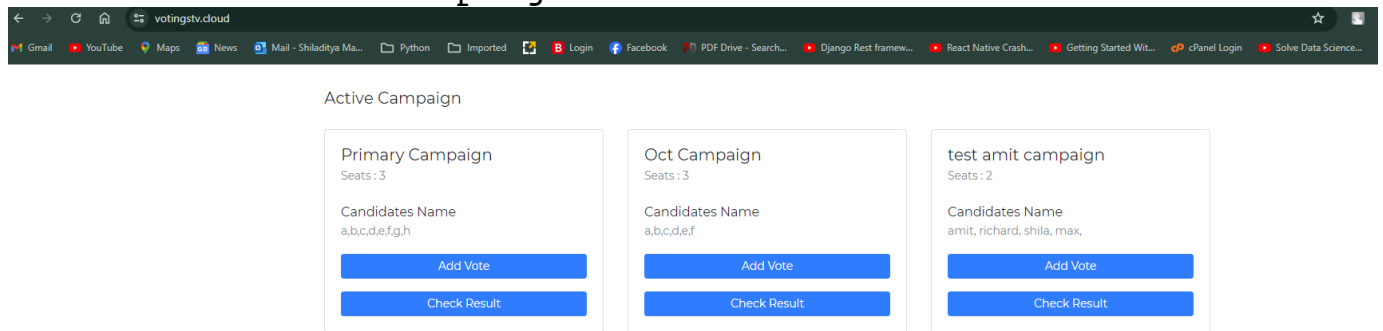 votingstv.cloud
Gmail YouTube Maps News Mail - Shiladitya Ma... Python Imported Login Facebook PDF Drive - Search... Django Rest framew... React Native Crash... Getting Started Wit... cPanel Login Solve Data Science...
Active Campaign
Primary Campaign
Seats : 3
Candidates Name
a,b,c,d,e,f,g,h
Add Vote
Check Result
Oct Campaign
Seats : 3
Candidates Name
a,b,c,d,e,f
Add Vote
Check Result
test amit campaign
Seats : 2
Candidates Name
amit, richard, shila, max,
Add Vote
Check Result